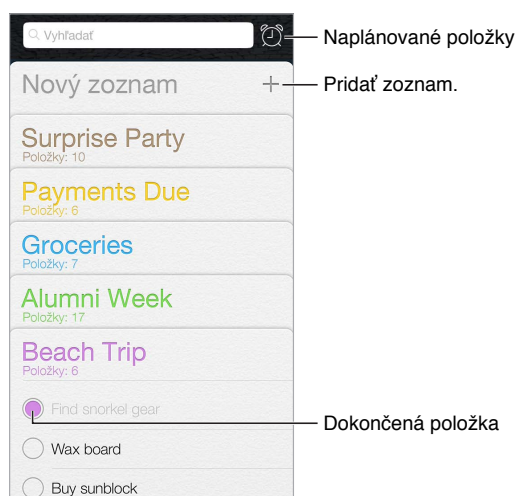 Vyhľadať
Naplánované položky
Nový zoznam
Pridať zoznam.
Surprise Party
Položky: 10
Payments Due
Položky: 6
Groceries
Položky: 7
Alumni Week
Položky: 17
Beach Trip
Položky: 6
Find snorkel gear
Dokončená položka
Wax board
Buy sunblock